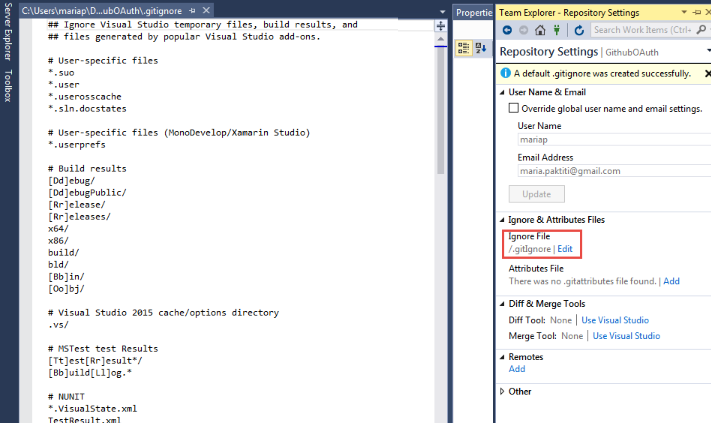 Server Explorer
Toolbox
C:\Users\mariap\D...ubOAuth\.gitignore
## Ignore Visual Studio temporary files, build results, and
## files generated by popular Visual Studio add-ons.
# User-specific files
*.suo
*.user
*.userosscache
*.sln.docstates
# User-specific files (MonoDevelop/Xamarin Studio)
*.userprefs
# Build results
[Dd]ebug/
[Dd]ebugPublic/
[Rr]elease/
[Rr]eleases/
x64/
x86/
build/
bld/
[Bb]in/
[Oo]bj/
# Visual Studio 2015 cache/options directory
.vs/
# MSTest test Results
[Tt]est[Rr]esult*/
[Bb]uild[Ll]og.*
# NUNIT
*.VisualState.xml
TestResult.xml
Propertie
Team Explorer - Repository Settings
Search Work Items (Ctrl+
Repository Settings | GithubOAuth
A default .gitignore was created successfully.
User Name & Email
Override global user name and email settings.
User Name
mariap
Email Address
maria.paktiti@gmail.com
Update
Ignore & Attributes Files
Ignore File
/.gitIgnore | Edit
Attributes File
There was no .gitattributes file found. | Add
Diff & Merge Tools
Diff Tool: None | Use Visual Studio
Merge Tool: None | Use Visual Studio
Remotes
Add
Other